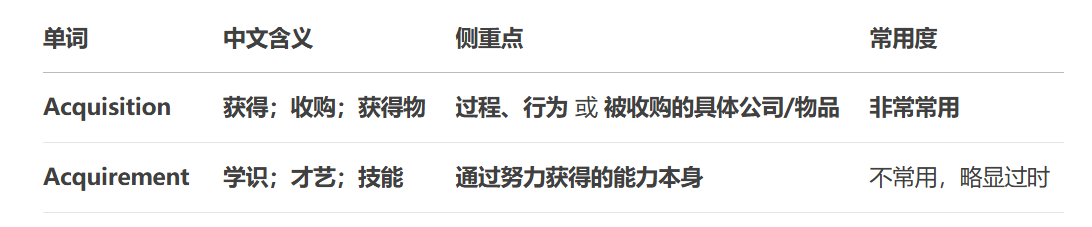 单词 中文含义 侧重点 常用度
Acquisition 获得；收购；获得物 过程、行为 或 被收购的具体公司/物品 非常常用
Acquirement 学识；才艺；技能 通过努力获得的能力本身 不常用，略显过时